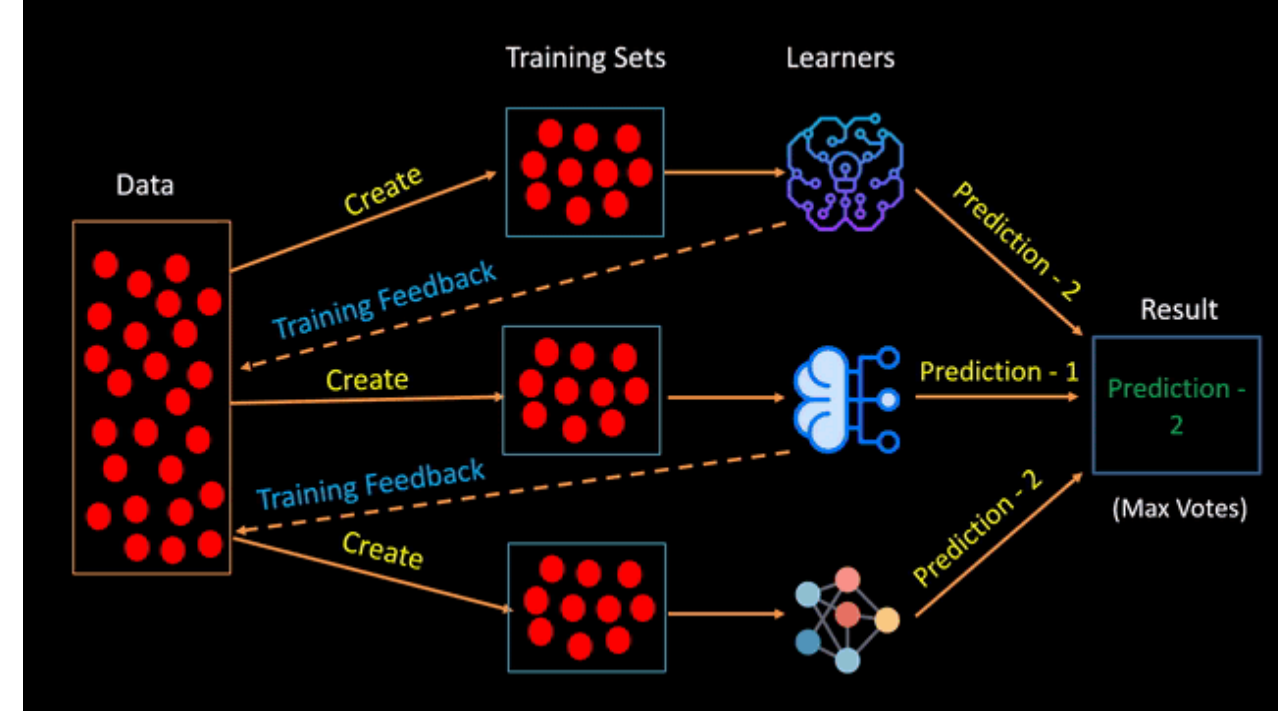 Training Sets
Learners
Data
Create
Prediction - 2
Training Feedback
Result
Create
Prediction - 1
Prediction -
2
Training Feedback
Prediction - 2
(Max Votes)
Create